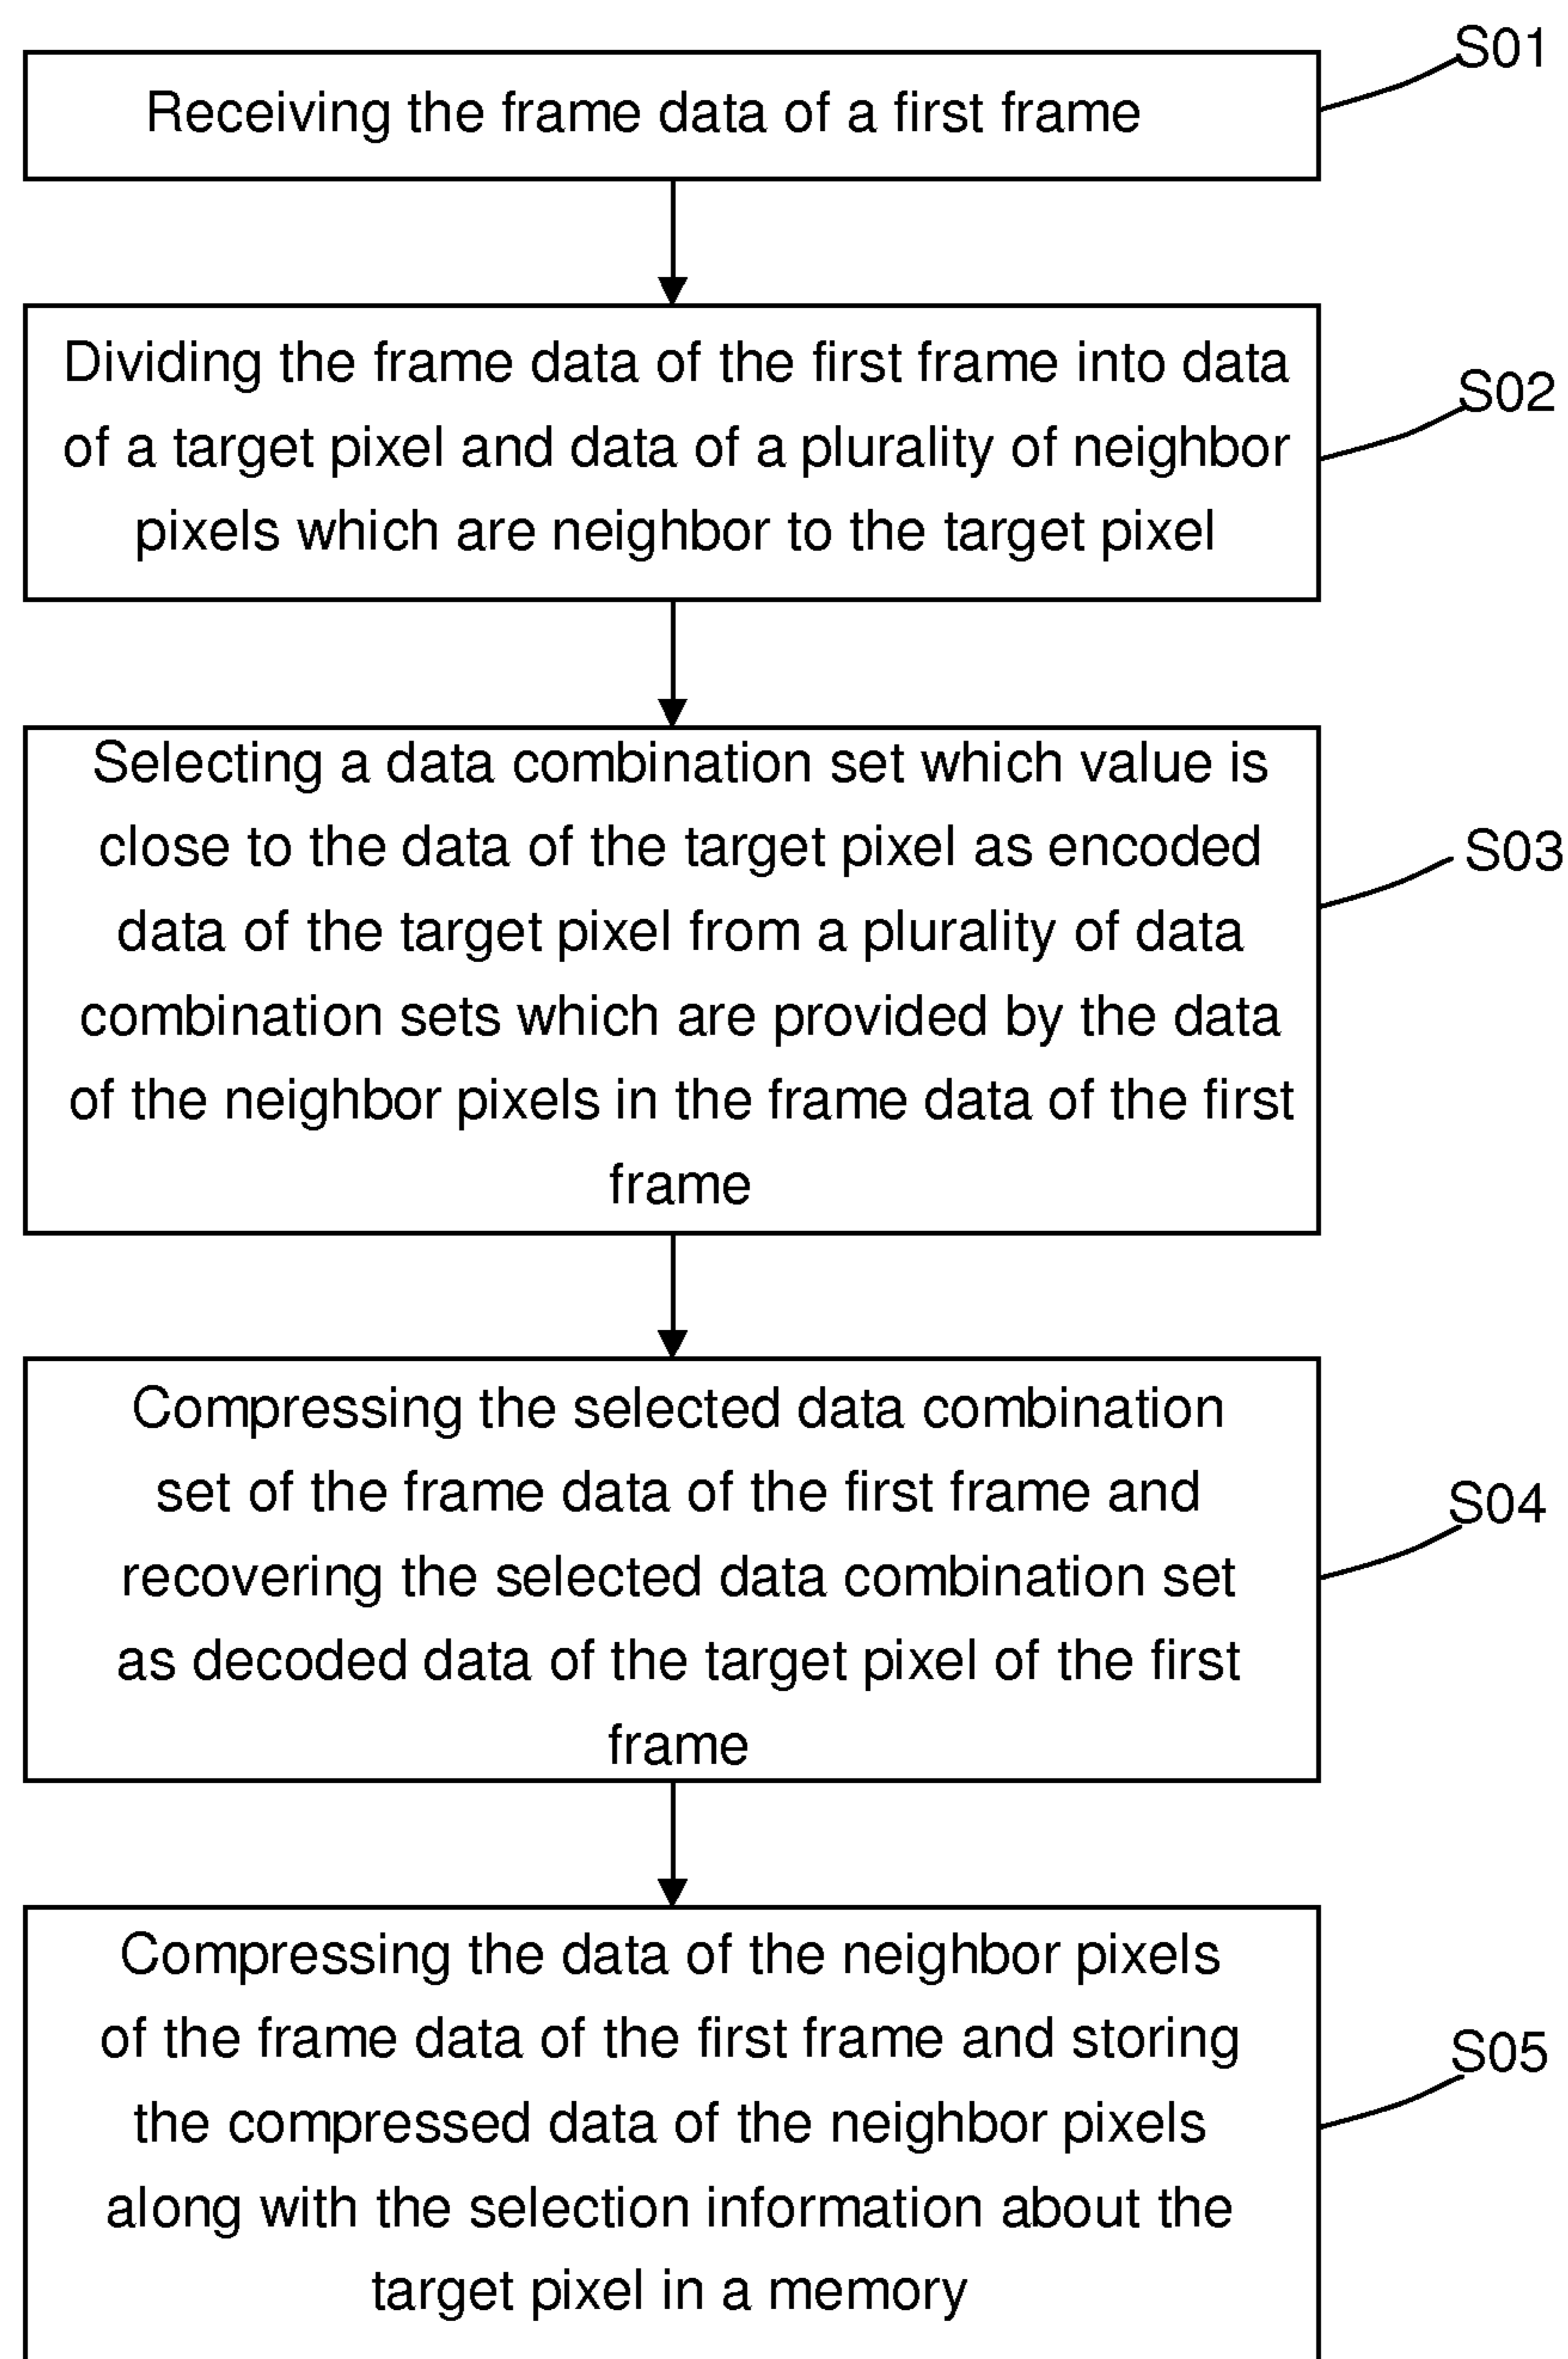 S01
Receiving the frame data of a first frame
Dividing the frame data of the first frame into data
of a target pixel and data of a plurality of neighbor
pixels which are neighbor to the target pixel
S02
Selecting a data combination set which value is
close to the data of the target pixel as encoded
data of the target pixel from a plurality of data
combination sets which are provided by the data
of the neighbor pixels in the frame data of the first
frame
S03
Compressing the selected data combination
set of the frame data of the first frame and
recovering the selected data combination set
as decoded data of the target pixel of the first
frame
S04
Compressing the data of the neighbor pixels
of the frame data of the first frame and storing
the compressed data of the neighbor pixels
along with the selection information about the
target pixel in a memory
S05